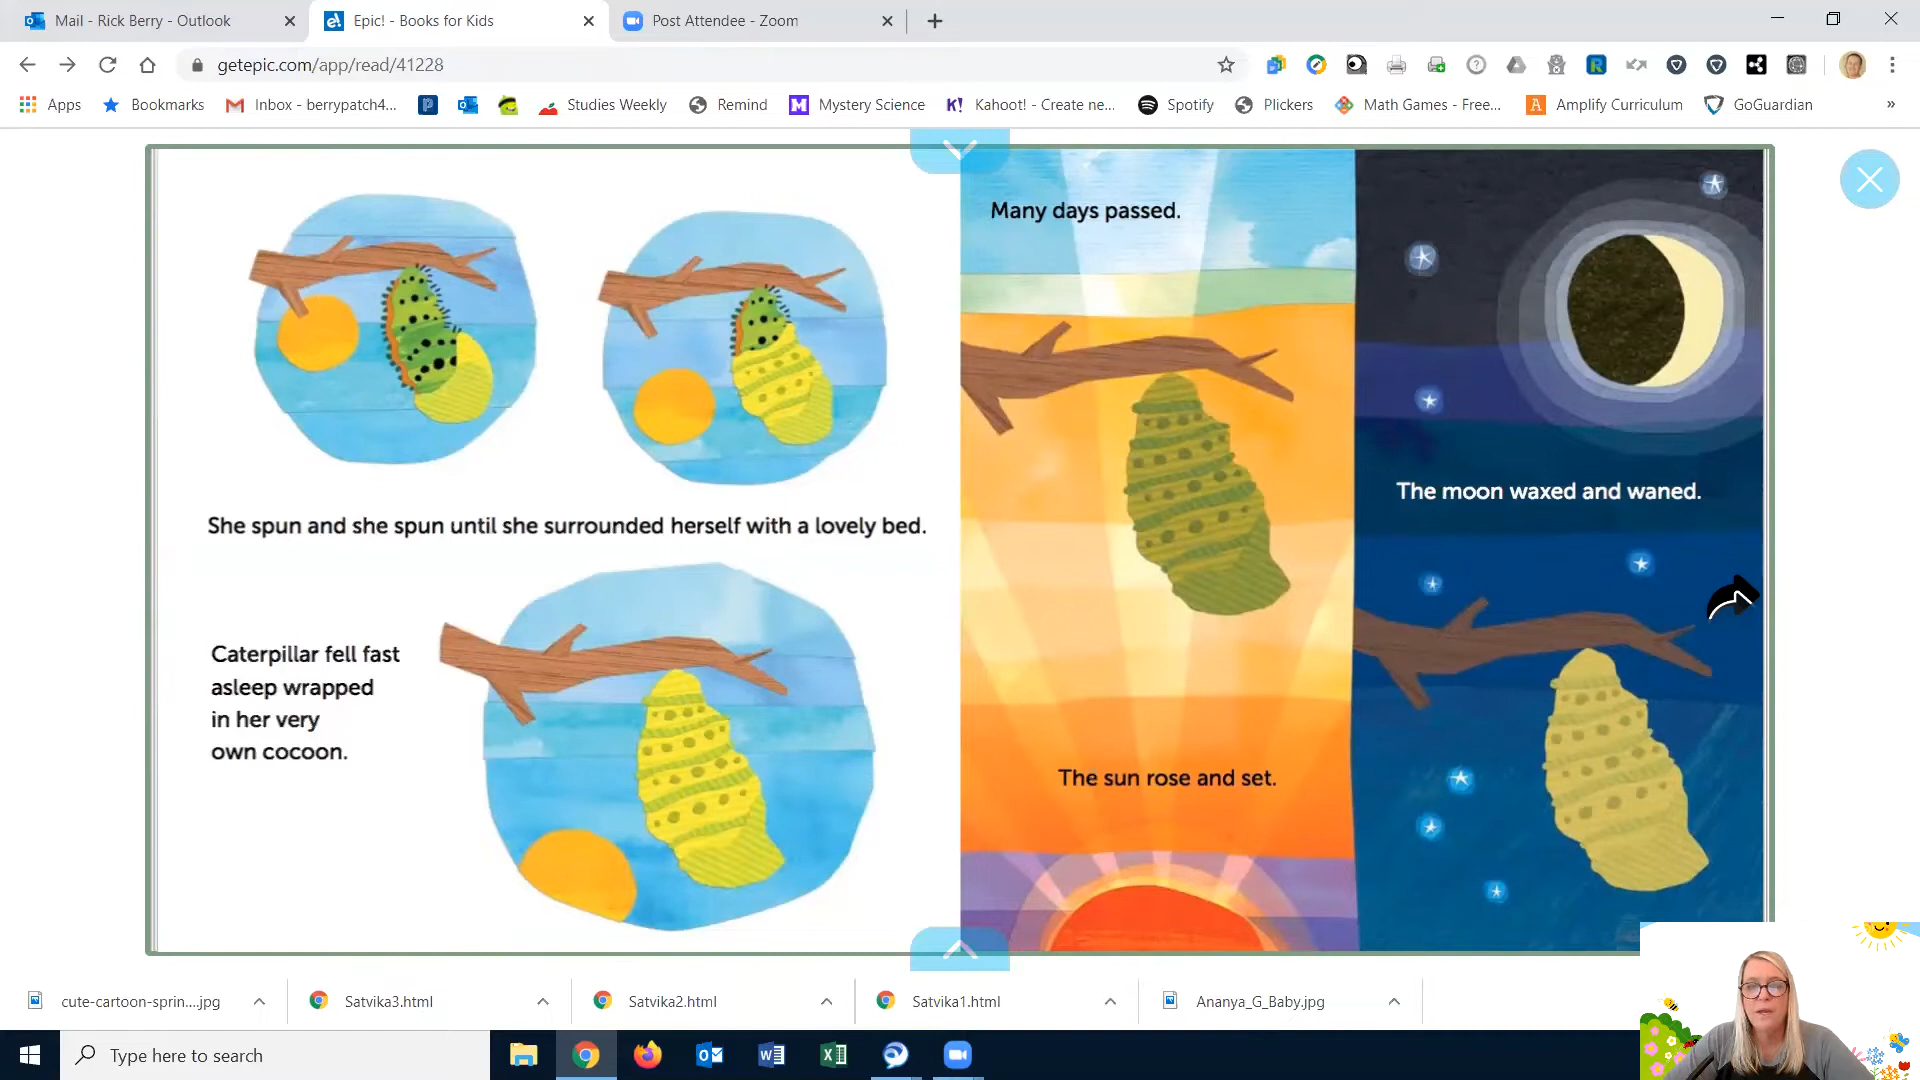 Mail - Rick Berry - Outlook
Epic! - Books for Kids
Post Attendee - Zoom
getepic.com/app/read/41228
Apps
Bookmarks
Inbox - berrypatch4...
Studies Weekly
Remind
Mystery Science
Kahoot! - Create ne...
Spotify
Plickers
Math Games - Free...
Amplify Curriculum
GoGuardian
She spun and she spun until she surrounded herself with a lovely bed.
Caterpillar fell fast
asleep wrapped
in her very
own cocoon.
Many days passed.
The sun rose and set.
The moon waxed and waned.
cute-cartoon-sprin....jpg
Satvika3.html
Satvika2.html
Satvika1.html
Ananya_G_Baby.jpg
Type here to search